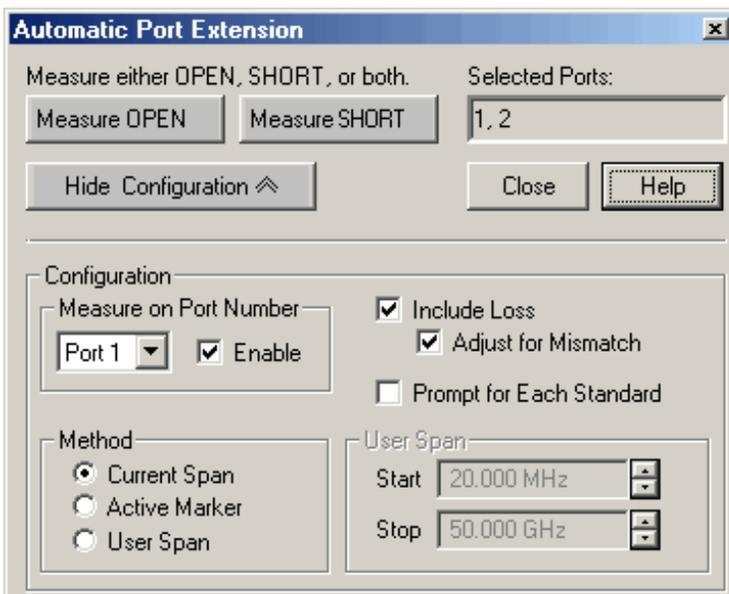 Automatic Port Extension
Measure either OPEN, SHORT, or both.
Selected Ports:
Measure OPEN
Measure SHORT
1, 2
Hide Configuration
Close
Help
Configuration
Measure on Port Number
Port 1
Enable
Include Loss
Adjust for Mismatch
Prompt for Each Standard
Method
Current Span
Active Marker
User Span
User Span
Start
20.000 MHz
Stop
50.000 GHz